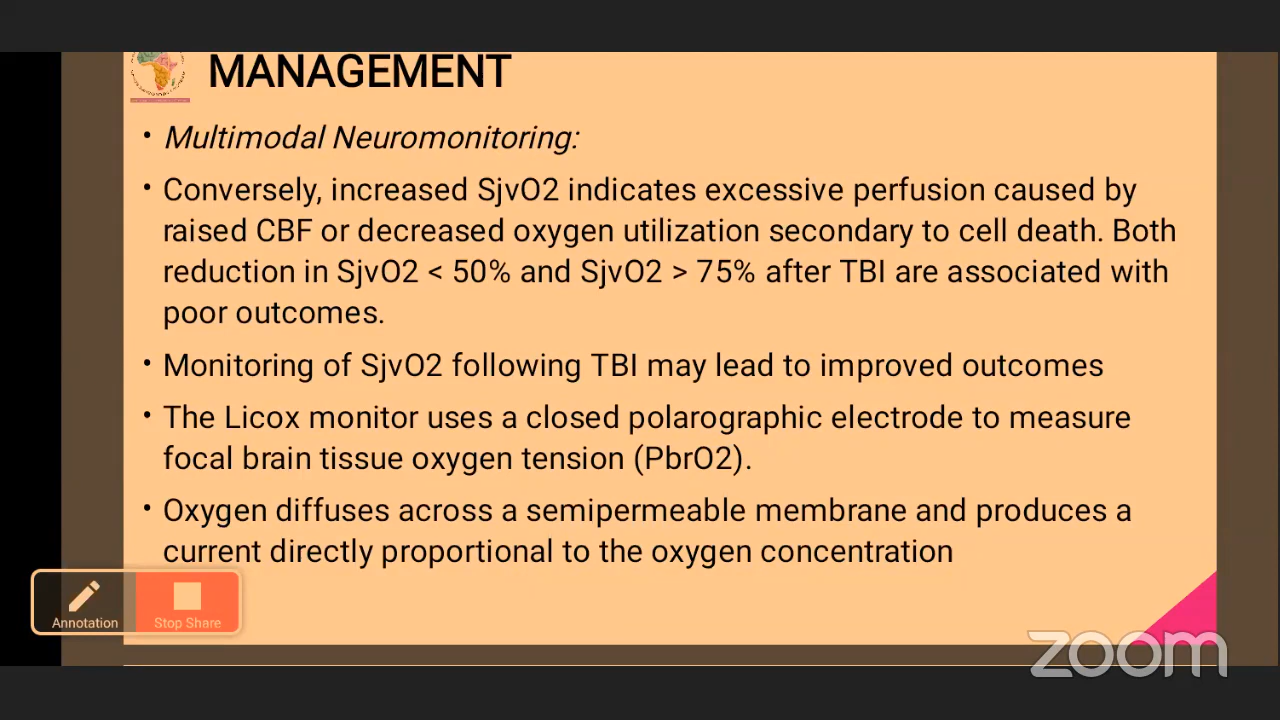 MANAGEMENT
• Multimodal Neuromonitoring:
• Conversely, increased SjvO2 indicates excessive perfusion caused by
raised CBF or decreased oxygen utilization secondary to cell death. Both
reduction in SjvO2 < 50% and SjvO2 > 75% after TBI are associated with
poor outcomes.
• Monitoring of SjvO2 following TBI may lead to improved outcomes
• The Licox monitor uses a closed polarographic electrode to measure
focal brain tissue oxygen tension (PbrO2).
• Oxygen diffuses across a semipermeable membrane and produces a
current directly proportional to the oxygen concentration
Annotation
Stop Share
zoom